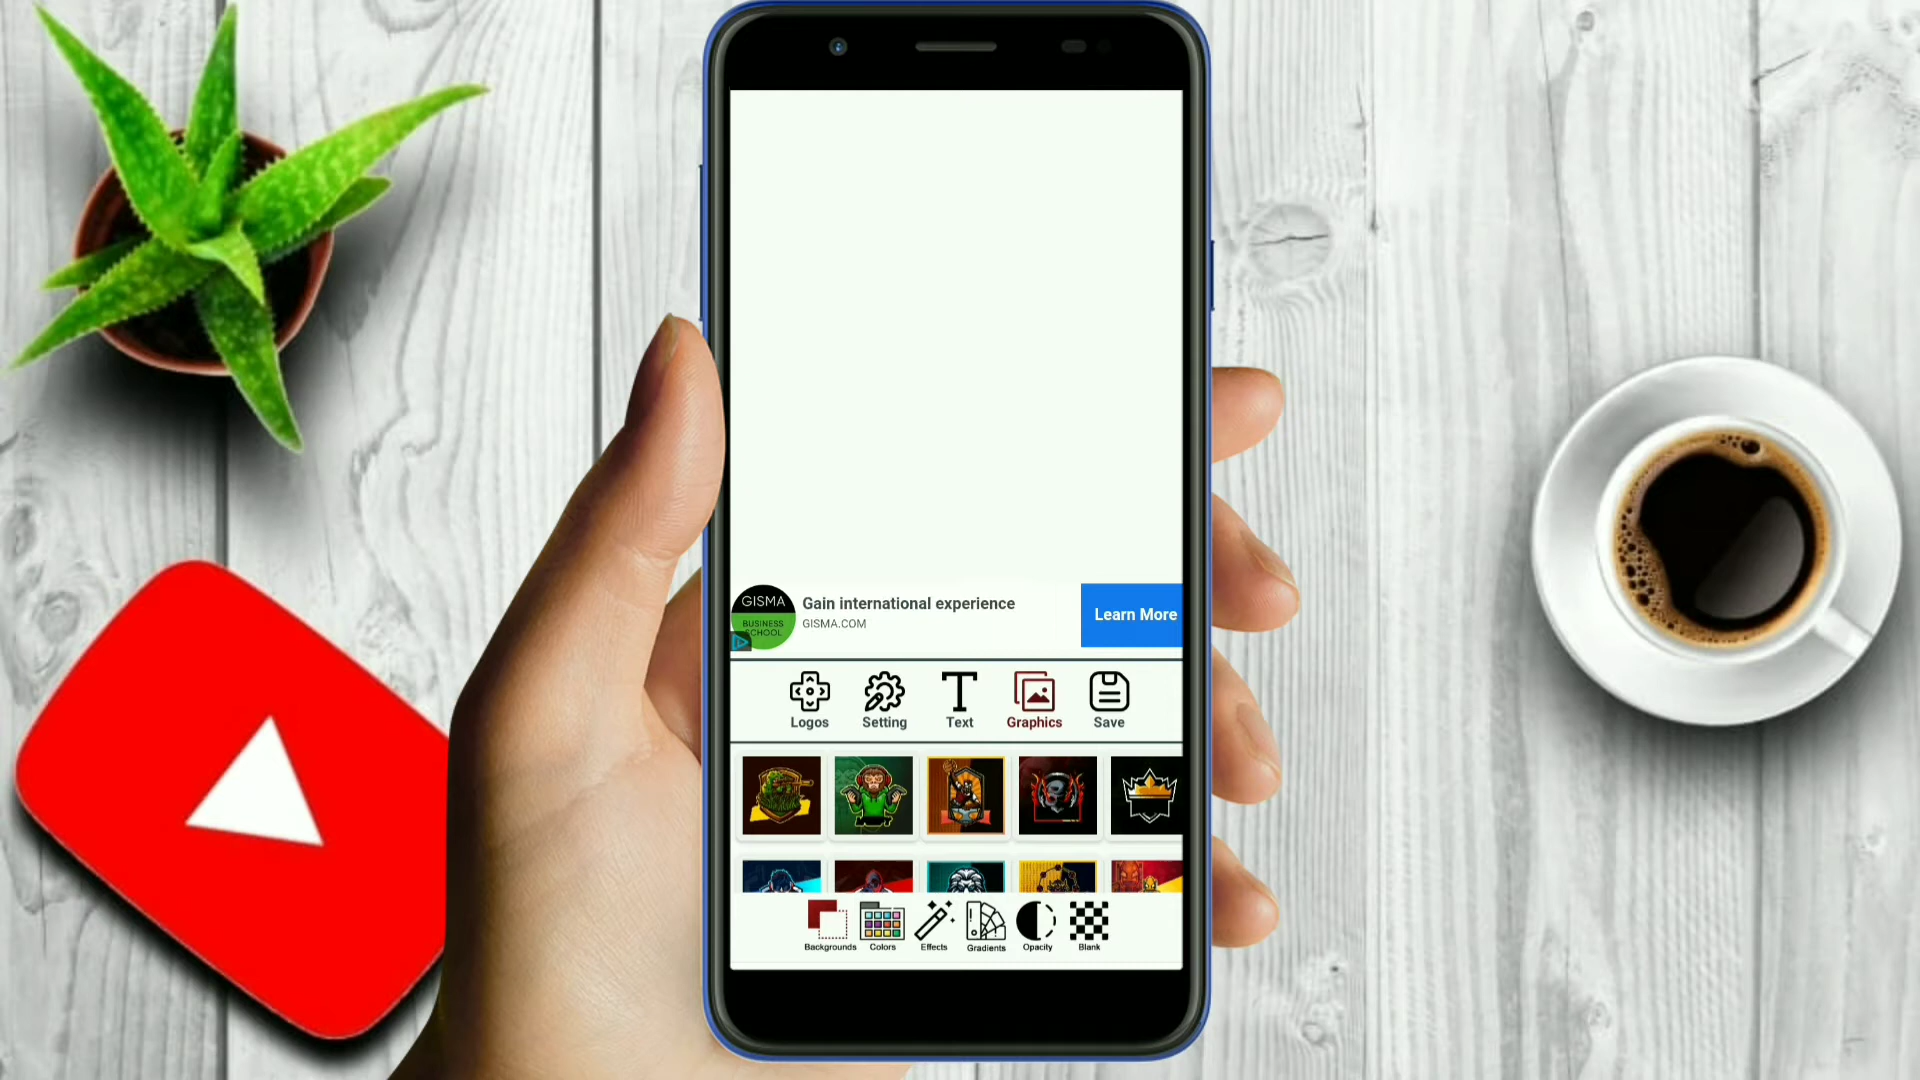 GISMA
BUSINESS
SCHOOL
Gain international experience
GISMA.COM
Learn More
Logos
Setting
Text
Graphics
Save
Backgrounds
Colors
Effects
Gradients
Opacity
Blank